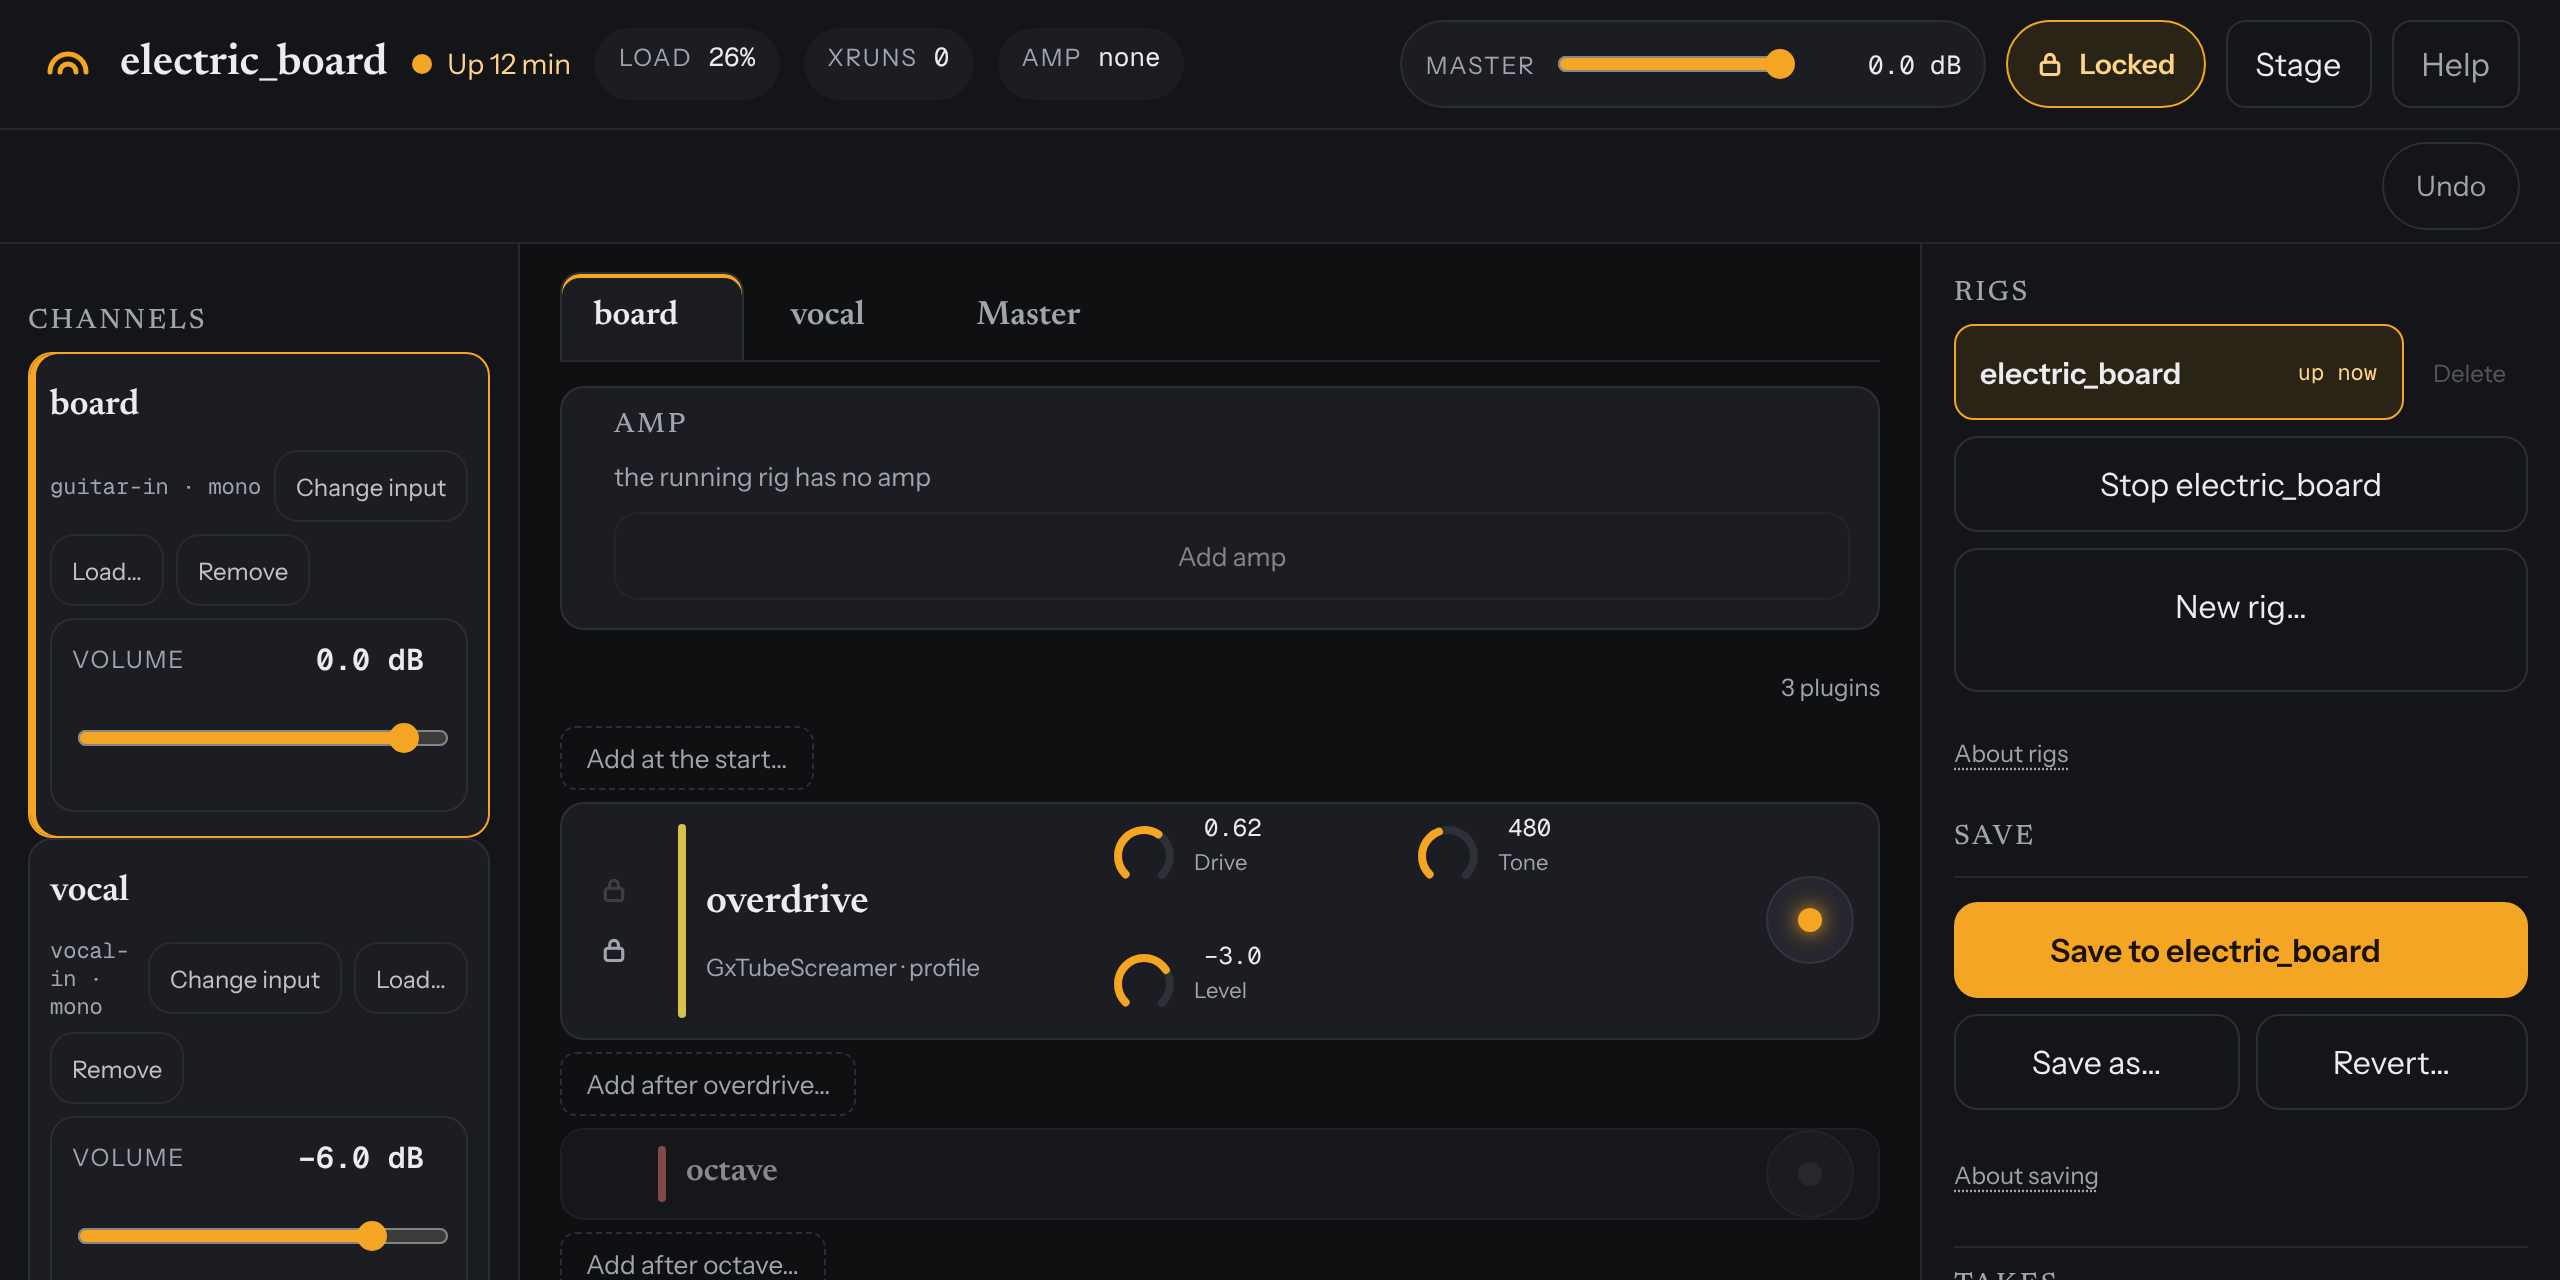 electric_board
Up 12 min
LOAD 26%
XRUNS 0
AMP none
MASTER 0.0 dB
Locked
Stage
Help
Undo
CHANNELS
board
guitar-in · mono
Change input
Load...
Remove
VOLUME 0.0 dB
vocal
vocal-
in ·
mono
Change input
Load...
Remove
VOLUME −6.0 dB
board
vocal
Master
AMP
the running rig has no amp
Add amp
3 plugins
Add at the start...
overdrive
GxTubeScreamer · profile
0.62
Drive
480
Tone
−3.0
Level
Add after overdrive...
octave
Add after octave...
RIGS
electric_board up now
Delete
Stop electric_board
New rig...
About rigs
SAVE
Save to electric_board
Save as...
Revert...
About saving
TAKES